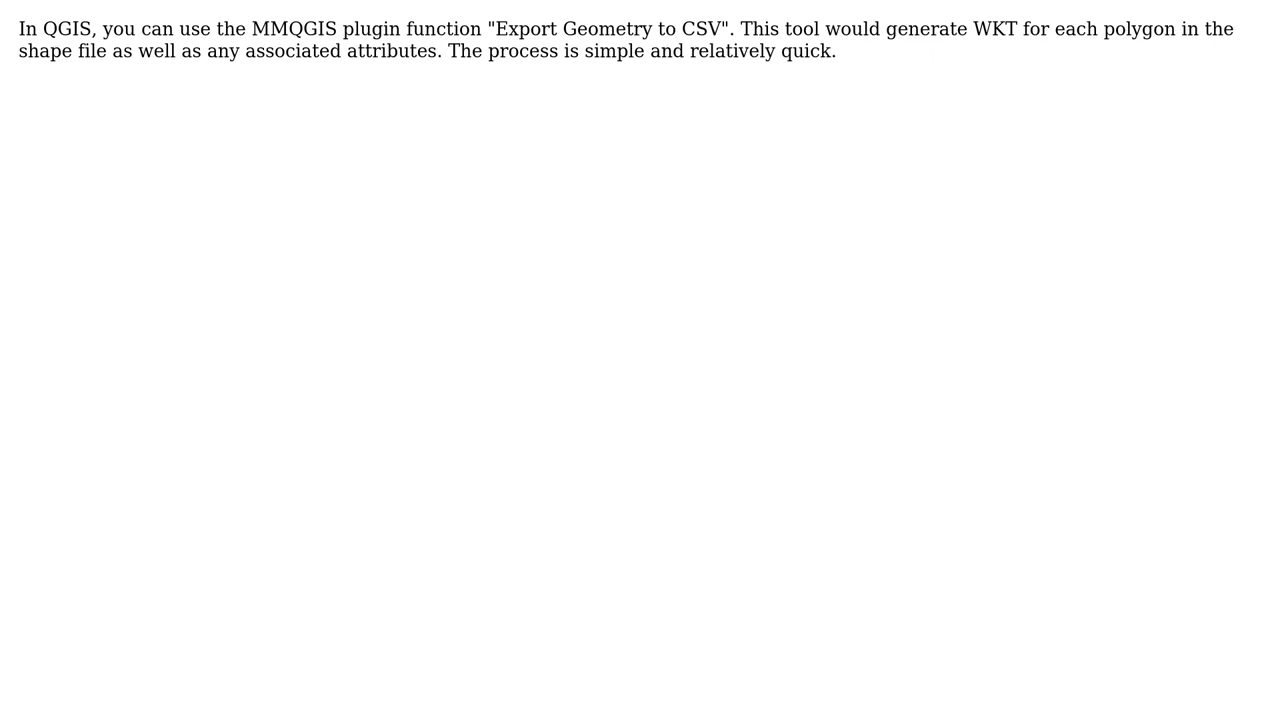 In QGIS, you can use the MMQGIS plugin function "Export Geometry to CSV". This tool would generate WKT for each polygon in the
shape file as well as any associated attributes. The process is simple and relatively quick.